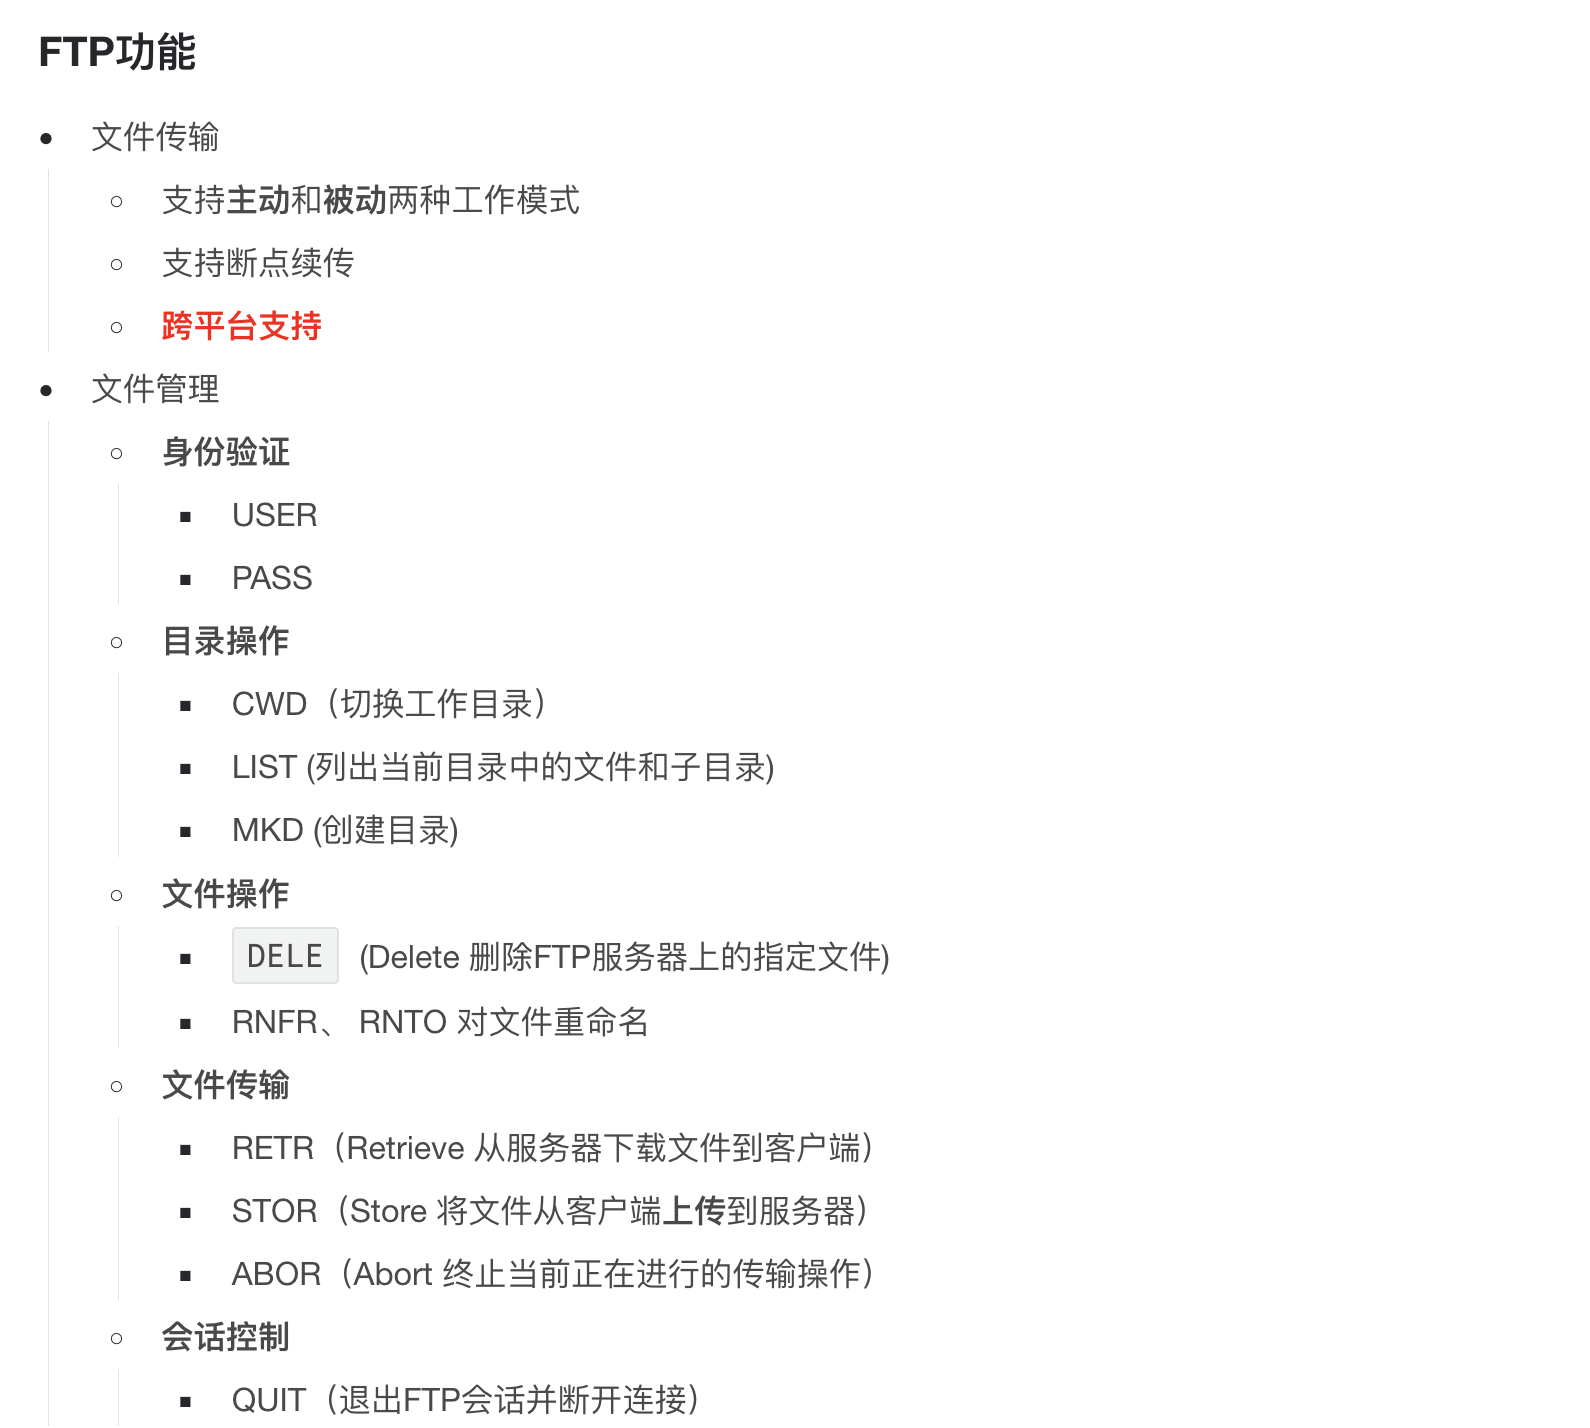 FTP功能
文件传输
支持主动和被动两种工作模式
支持断点续传
跨平台支持
文件管理
身份验证
USER
PASS
目录操作
CWD（切换工作目录）
LIST (列出当前目录中的文件和子目录)
MKD (创建目录)
文件操作
DELE (Delete 删除FTP服务器上的指定文件)
RNFR、 RNTO 对文件重命名
文件传输
RETR（Retrieve 从服务器下载文件到客户端）
STOR（Store 将文件从客户端上传到服务器）
ABOR（Abort 终止当前正在进行的传输操作）
会话控制
QUIT（退出FTP会话并断开连接）